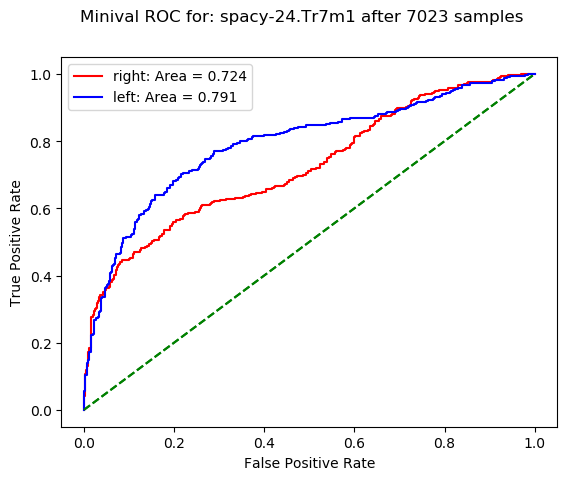 Minival ROC for: spacy-24.Tr7m1 after 7023 samples
right: Area = 0.724
left: Area = 0.791
True Positive Rate
1.0
0.8
0.6
0.4
0.2
0.0
0.0 0.2 0.4 0.6 0.8 1.0
False Positive Rate